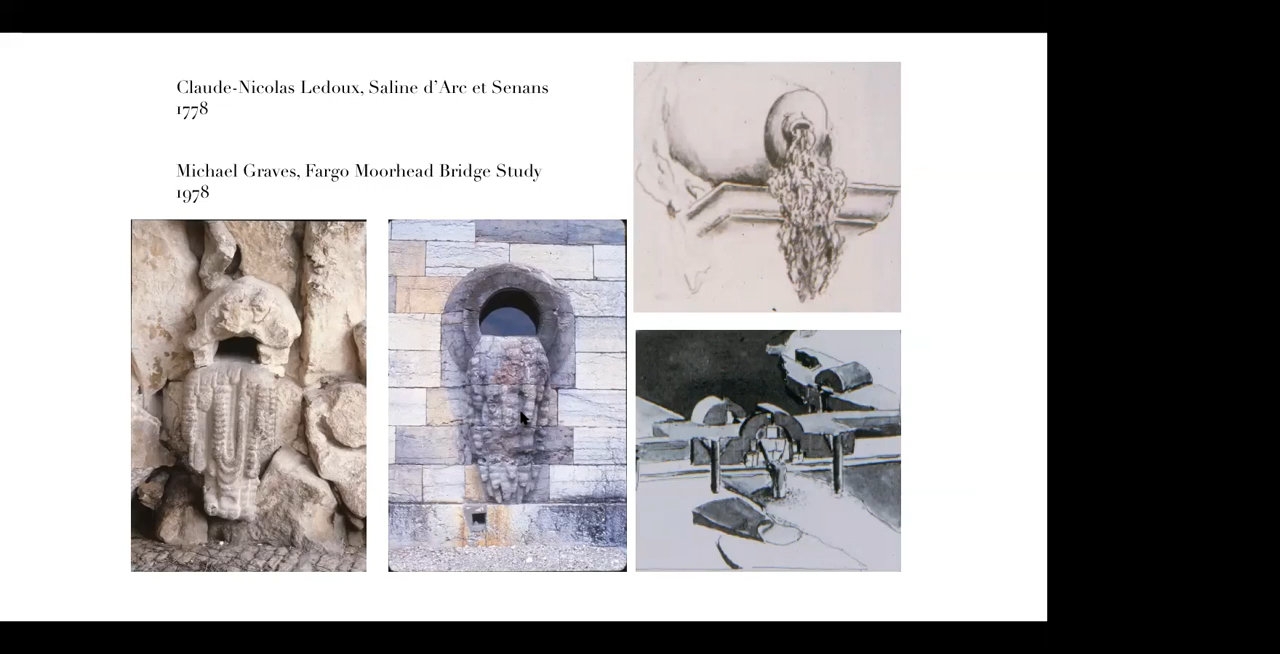 Claude-Nicolas Ledoux, Saline d'Arc et Senans
1778
Michael Graves, Fargo Moorhead Bridge Study
1978